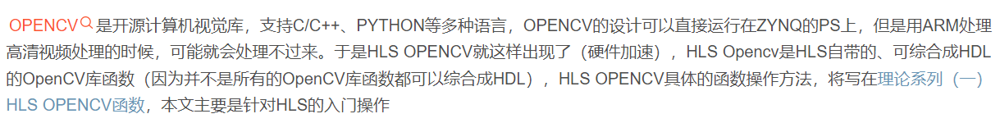 OPENCV是开源计算机视觉库，支持C/C++、PYTHON等多种语言，OPENCV的设计可以直接运行在ZYNQ的PS上，但是用ARM处理
高清视频处理的时候，可能就会处理不过来。于是HLS OPENCV就这样出现了（硬件加速），HLS Opencv是HLS自带的、可综合成HDL
的OpenCV库函数（因为并不是所有的OpenCV库函数都可以综合成HDL），HLS OPENCV具体的函数操作方法，将写在理论系列（一）
HLS OPENCV函数，本文主要是针对HLS的入门操作